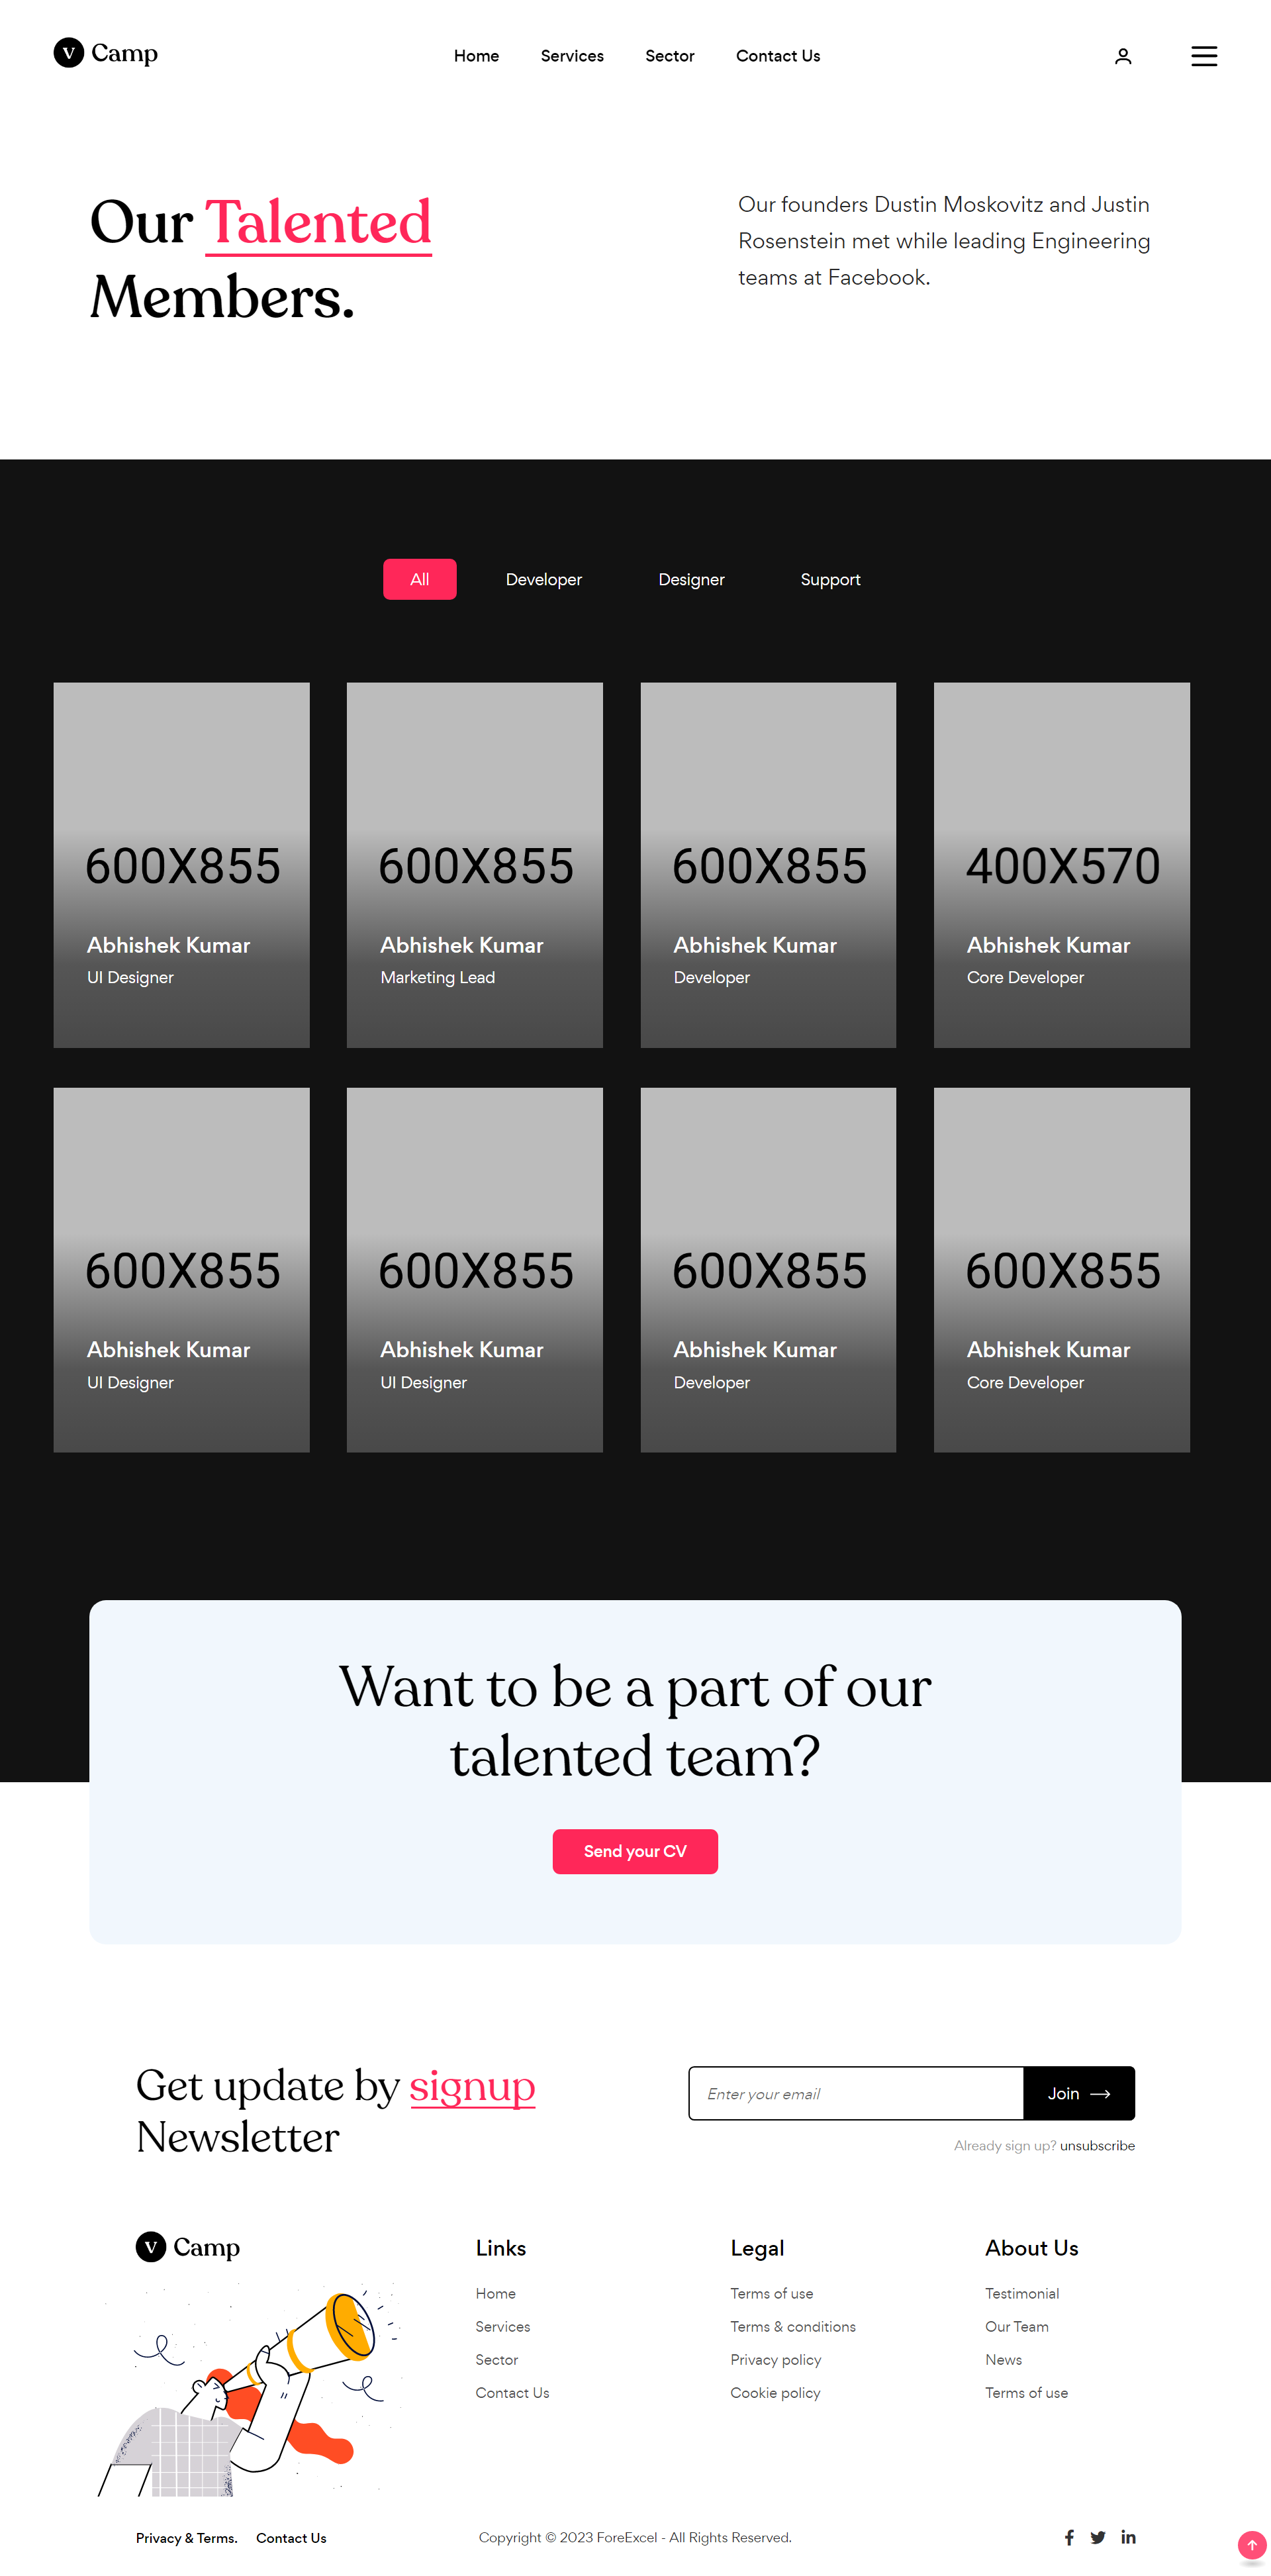 V Camp
Home Services Sector Contact Us
Our Talented
Members.
Our founders Dustin Moskovitz and Justin
Rosenstein met while leading Engineering
teams at Facebook.
All Developer Designer Support
600X855 600X855 600X855 400X570
Abhishek Kumar Abhishek Kumar Abhishek Kumar Abhishek Kumar
UI Designer Marketing Lead Developer Core Developer
600X855 600X855 600X855 600X855
Abhishek Kumar Abhishek Kumar Abhishek Kumar Abhishek Kumar
UI Designer UI Designer Developer Core Developer
Want to be a part of our
talented team?
Send your CV
Get update by signup
Newsletter
Enter your email
Join
Already sign up? unsubscribe
V Camp
Links
Home
Services
Sector
Contact Us
Legal
Terms of use
Terms & conditions
Privacy policy
Cookie policy
About Us
Testimonial
Our Team
News
Terms of use
Privacy & Terms. Contact Us
Copyright © 2023 ForeExcel - All Rights Reserved.